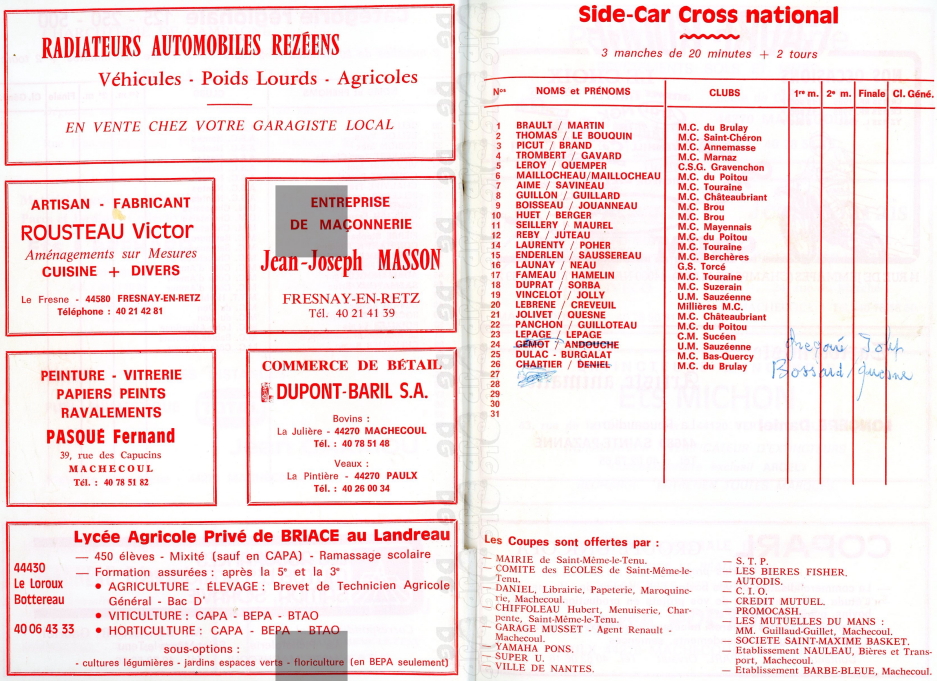 RADIATEURS AUTOMOBILES REZÉENS
Véhicules - Poids Lourds - Agricoles
EN VENTE CHEZ VOTRE GARAGISTE LOCAL
ARTISAN - FABRICANT
ROUSTEAU Victor
Aménagements sur Mesures
CUISINE + DIVERS
Le Fresne - 44580 FRESNAY-EN-RETZ
Téléphone : 40 21 42 81
ENTREPRISE
DE MAÇONNERIE
Jean-Joseph MASSON
FRESNAY-EN-RETZ
Tél. 40 21 41 39
PEINTURE - VITRERIE
PAPIERS PEINTS
RAVALEMENTS
PASQUÉ Fernand
39, rue des Capucins
MACHECOUL
Tél. : 40 78 51 82
COMMERCE DE BÉTAIL
DUPONT-BARIL S.A.
Bovins :
La Julière - 44270 MACHECOUL
Tél. : 40 78 51 48
Veaux :
La Pintière - 44270 PAULX
Tél. : 40 26 00 34
Lycée Agricole Privé de BRIACE au Landreau
44430
Le Loroux
Bottereau
40 06 43 33
— 450 élèves - Mixité (sauf en CAPA) - Ramassage scolaire
— Formation assurées : après la 5e et la 3e
• AGRICULTURE - ÉLEVAGE : Brevet de Technicien Agricole
Général - Bac D'
• VITICULTURE : CAPA - BEPA - BTAO
• HORTICULTURE : CAPA - BEPA - BTAO
sous-options :
- cultures légumières - jardins espaces verts - floriculture (en BEPA seulement)
Side-Car Cross national
3 manches de 20 minutes + 2 tours
Nos NOMS et PRÉNOMS CLUBS 1re m. 2e m. Finale Cl. Géné.
1 BRAULT / MARTIN M.C. du Brulay
2 THOMAS / LE BOUQUIN M.C. Saint-Chéron
3 PICUT / BRAND M.C. Annemasse
4 TROMBERT / GAVARD M.C. Marnaz
5 LEROY / QUEMPER C.S.G. Gravenchon
6 MAILLOCHEAU/MAILLOCHEAU M.C. du Poitou
7 AIME / SAVINEAU M.C. Touraine
8 GUILLON / GUILLARD M.C. Châteaubriant
9 BOISSEAU / JOUANNEAU M.C. Brou
10 HUET / BERGER M.C. Brou
11 SEILLERY / MAUREL M.C. Mayennais
12 REBY / JUTEAU M.C. du Poitou
14 LAURENTY / POHER M.C. Touraine
15 ENDERLEN / SAUSSEREAU M.C. Berchères
16 LAUNAY / NEAU G.S. Torcé
17 FAMEAU / HAMELIN M.C. Touraine
18 DUPRAT / SORBA M.C. Suzerain
19 VINCELOT / JOLLY U.M. Sauzéenne
20 LEBRENE / CREVEUIL Millières M.C.
21 JOLIVET / QUESNE M.C. Châteaubriant
22 PANCHON / GUILLOTEAU M.C. du Poitou
23 LEPAGE / LEPAGE C.M. Sucéen
24 GEMOT / ANDOUCHE U.M. Sauzéenne
25 DULAC - BURGALAT M.C. Bas-Quercy
26 CHARTIER / DENIEL M.C. du Brulay
27
28
29
30
31
Bossard
Les Coupes sont offertes par :
— MAIRIE de Saint-Même-le-Tenu.
— COMITE des ECOLES de Saint-Même-le-
Tenu.
— DANIEL, Librairie, Papeterie, Maroquine-
rie, Machecoul.
— CHIFFOLEAU Hubert, Menuiserie, Char-
pente, Saint-Même-le-Tenu.
— GARAGE MUSSET - Agent Renault -
Machecoul.
— YAMAHA PONS.
— SUPER U.
— VILLE DE NANTES.
— S. T. P.
— LES BIERES FISHER.
— AUTODIS.
— C. I. O.
— CREDIT MUTUEL.
— PROMOCASH.
— LES MUTUELLES DU MANS :
MM. Guillaud-Guillet, Machecoul.
— SOCIETE SAINT-MAXIME BASKET.
— Etablissement NAULEAU, Bières et Trans-
port, Machecoul.
— Etablissement BARBE-BLEUE, Machecoul.